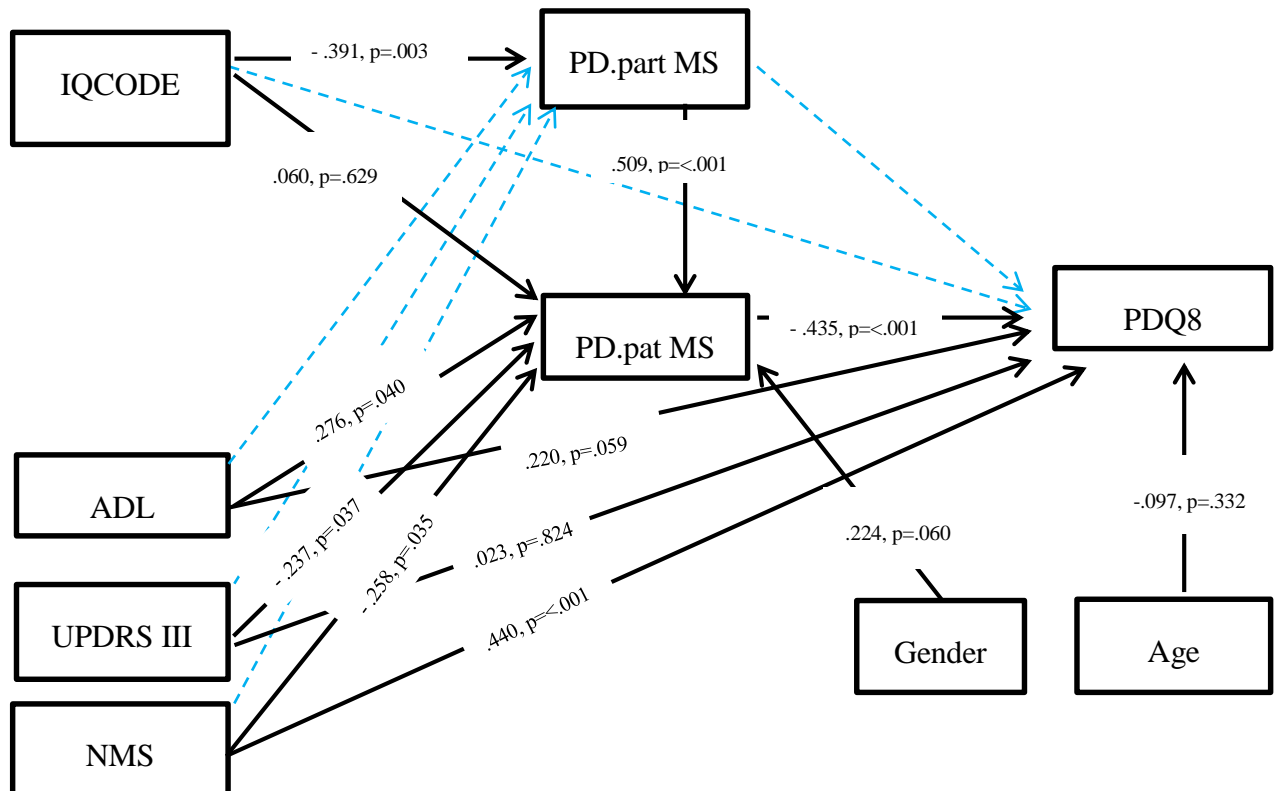 - .391, p=.003
PD.part MS
IQCODE
.060, p=.629
.509, p=<.001
PDQ8
- .435, p=<.001
PD.pat MS
.276, p=.040
.220, p=.059
ADL
- .237, p=.037
- .258, p=.035
.023, p=.824
.224, p=.060
-.097, p=.332
.440, p=<.001
UPDRS III
Gender
Age
NMS